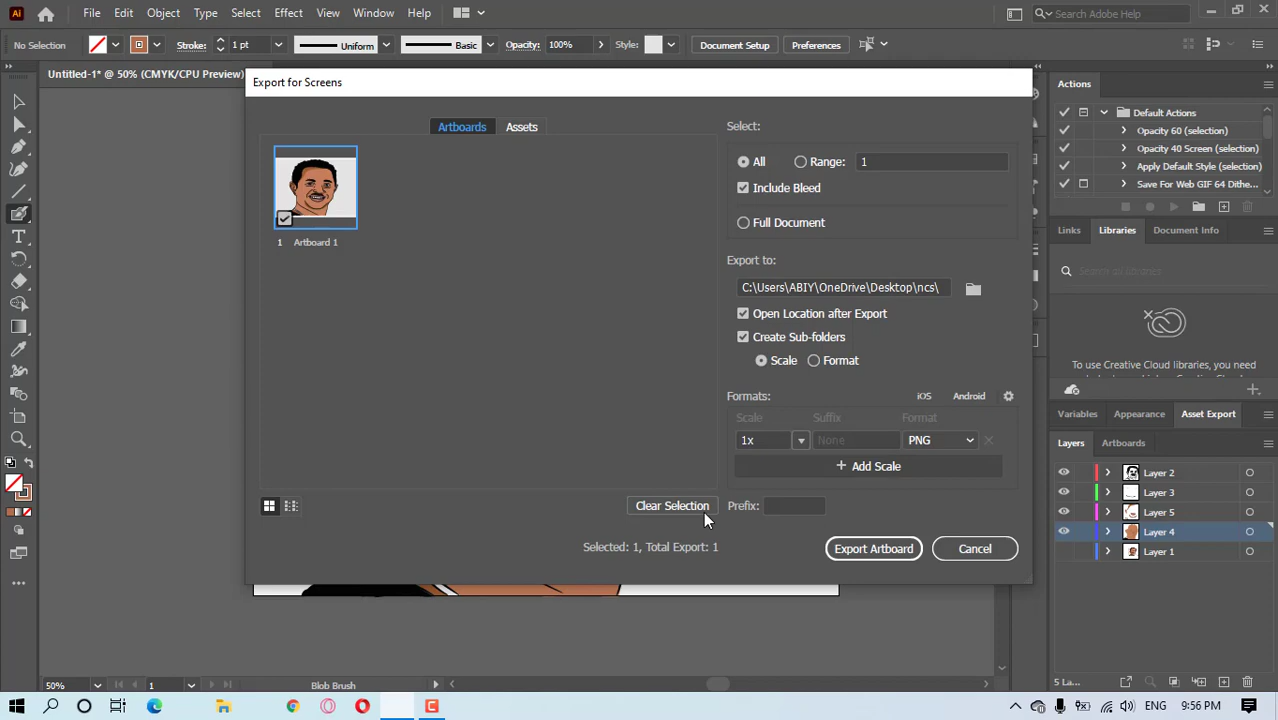 Ai File Edit Object Type Select Effect View Window Help Search Adobe Help
No Selection Stroke: 1 pt Uniform Basic Opacity: 100% Style: Document Setup Preferences
Untitled-1* @ 50% (CMYK/CPU Preview)
Export for Screens
Artboards Assets
1 Artboard 1
Select:
All Range: 1
Include Bleed
Full Document
Export to:
C:\Users\ABIY\OneDrive\Desktop\ncs\
Open Location after Export
Create Sub-folders
Scale Format
Formats: iOS Android
Scale Suffix Format
1x None PNG
+ Add Scale
Clear Selection Prefix:
Selected: 1, Total Export: 1 Export Artboard Cancel
Actions
Default Actions
Opacity 60 (selection)
Opacity 40 Screen (selection)
Apply Default Style (selection)
Save For Web GIF 64 Dithe...
Links Libraries Document Info
Search all libraries
To use Creative Cloud libraries, you need
Variables Appearance Asset Export
Layers Artboards
Layer 2
Layer 3
Layer 5
Layer 4
Layer 1
5 La...
50% 1 Blob Brush
ENG 9:56 PM